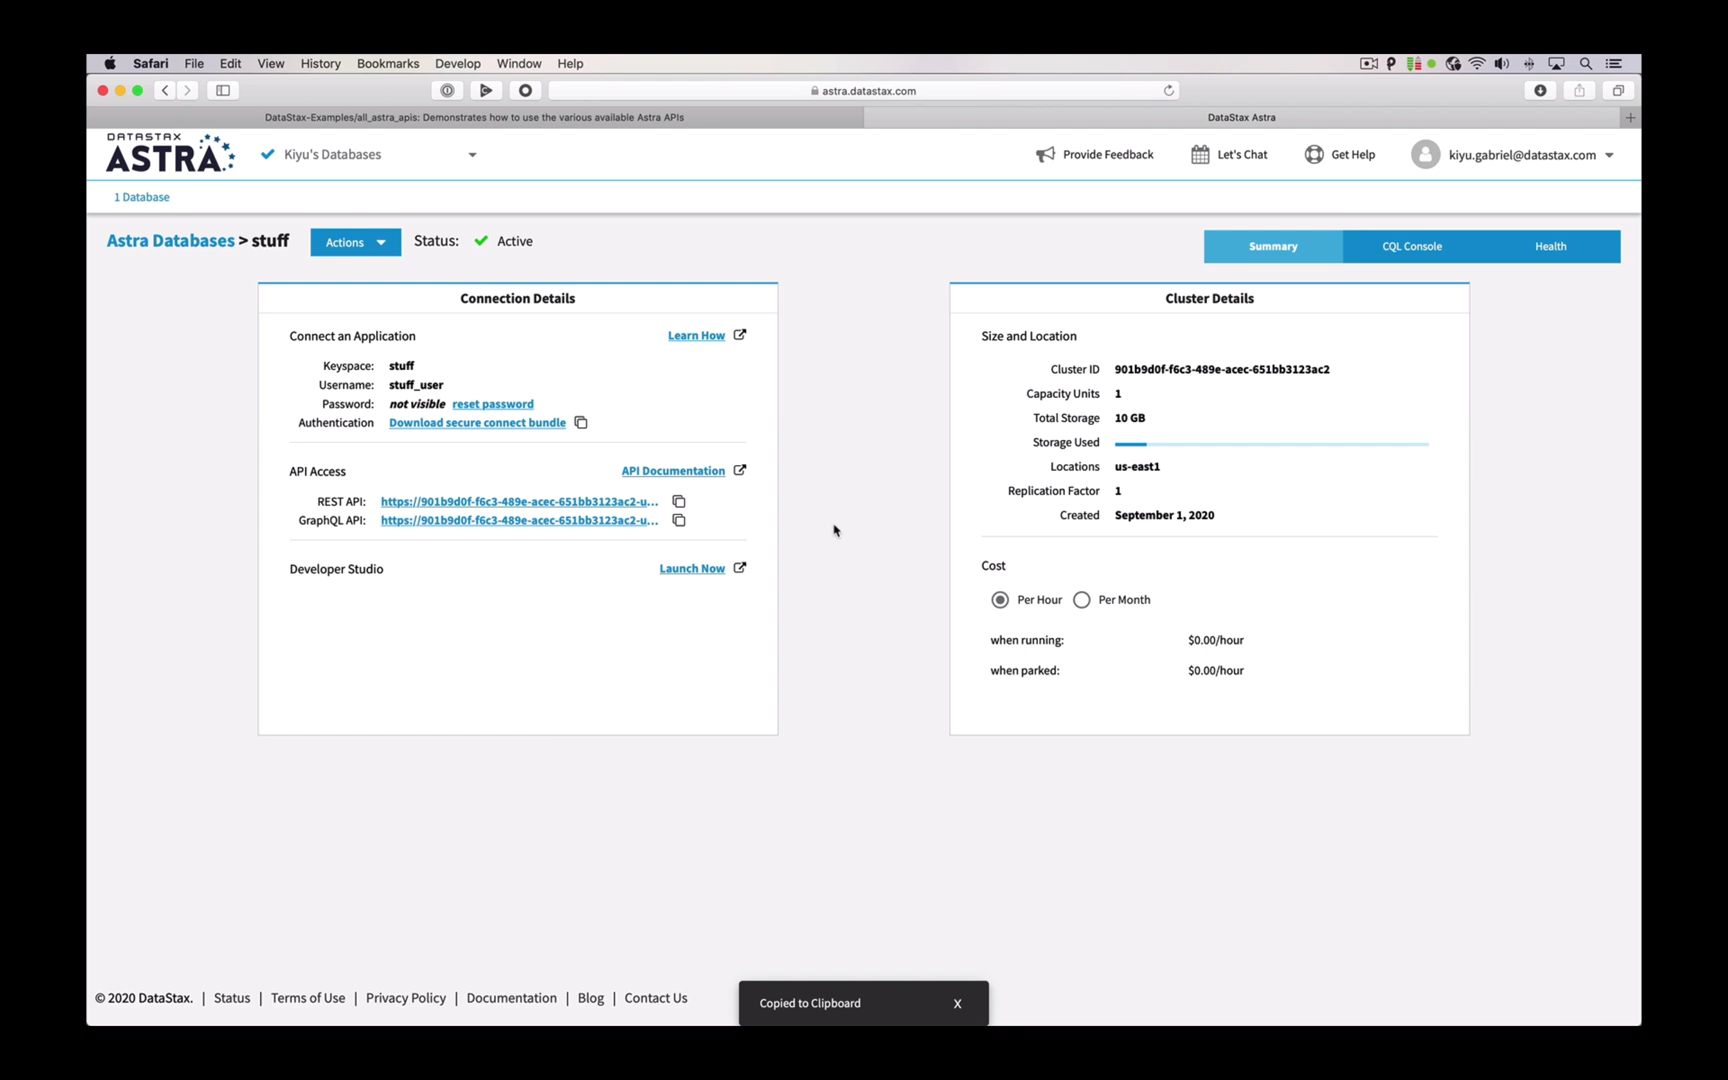 Safari File Edit View History Bookmarks Develop Window Help
astra.datastax.com
DataStax-Examples/all_astra_apis: Demonstrates how to use the various available Astra APIs
DataStax Astra
DATASTAX
ASTRA
Kiyu's Databases
Provide Feedback
Let's Chat
Get Help
kiyu.gabriel@datastax.com
1 Database
Astra Databases > stuff
Actions
Status: Active
Summary
CQL Console
Health
Connection Details
Connect an Application
Learn How
Keyspace: stuff
Username: stuff_user
Password: not visible reset password
Authentication Download secure connect bundle
API Access
API Documentation
REST API: https://901b9d0f-f6c3-489e-acec-651bb3123ac2-u...
GraphQL API: https://901b9d0f-f6c3-489e-acec-651bb3123ac2-u...
Developer Studio
Launch Now
Cluster Details
Size and Location
Cluster ID 901b9d0f-f6c3-489e-acec-651bb3123ac2
Capacity Units 1
Total Storage 10 GB
Storage Used
Locations us-east1
Replication Factor 1
Created September 1, 2020
Cost
Per Hour Per Month
when running: $0.00/hour
when parked: $0.00/hour
© 2020 DataStax. | Status | Terms of Use | Privacy Policy | Documentation | Blog | Contact Us
Copied to Clipboard X